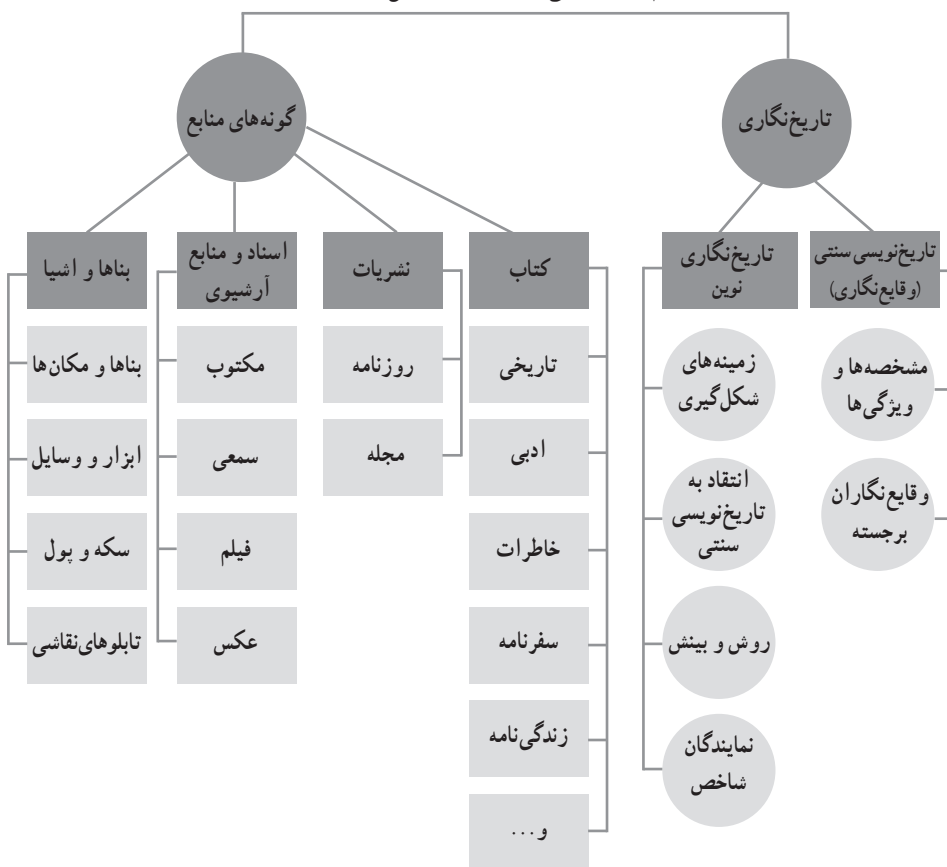 تاریخ‌نگاری
گونه‌های منابع
تاریخ‌نویسی سنتی
(وقایع‌نگاری)
مشخصه‌ها و
ویژگی‌ها
وقایع‌نگاران
برجسته
تاریخ‌نگاری
نوین
زمینه‌های
شکل‌گیری
انتقاد به
تاریخ‌نویسی
سنتی
روش و بینش
نمایندگان
شاخص
کتاب
تاریخی
ادبی
خاطرات
سفرنامه
زندگی‌نامه
و...
نشریات
روزنامه
مجله
اسناد و منابع
آرشیوی
مکتوب
سمعی
فیلم
عکس
بناها و اشیا
بناها و مکان‌ها
ابزار و وسایل
سکه و پول
تابلوهای‌نقاشی